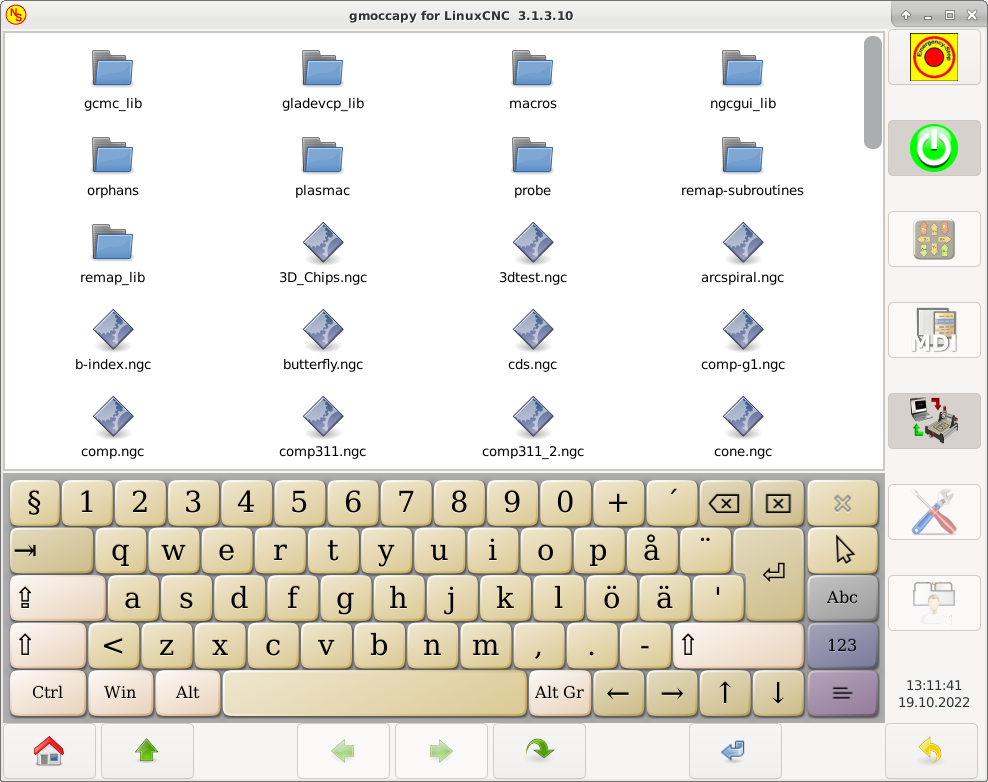 NS
gmoccapy for LinuxCNC 3.1.3.10
Emergency-Stop
gcmc_lib gladevcp_lib macros ngcgui_lib
orphans plasmac probe remap-subroutines
remap_lib 3D_Chips.ngc 3dtest.ngc arcspiral.ngc
b-index.ngc butterfly.ngc cds.ngc comp-g1.ngc
MDI
comp.ngc comp311.ngc comp311_2.ngc cone.ngc
§ 1 2 3 4 5 6 7 8 9 0 + ´
q w e r t y u i o p å ¨
a s d f g h j k l ö ä ' Abc
< z x c v b n m , . - 123
Ctrl Win Alt Alt Gr ← → ↑ ↓
13:11:41
19.10.2022